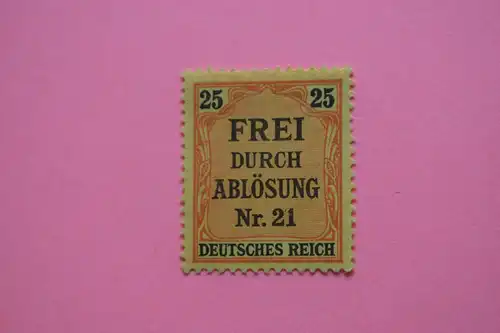 25 25
FREI
DURCH
ABLÖSUNG
Nr. 21
DEUTSCHES REICH